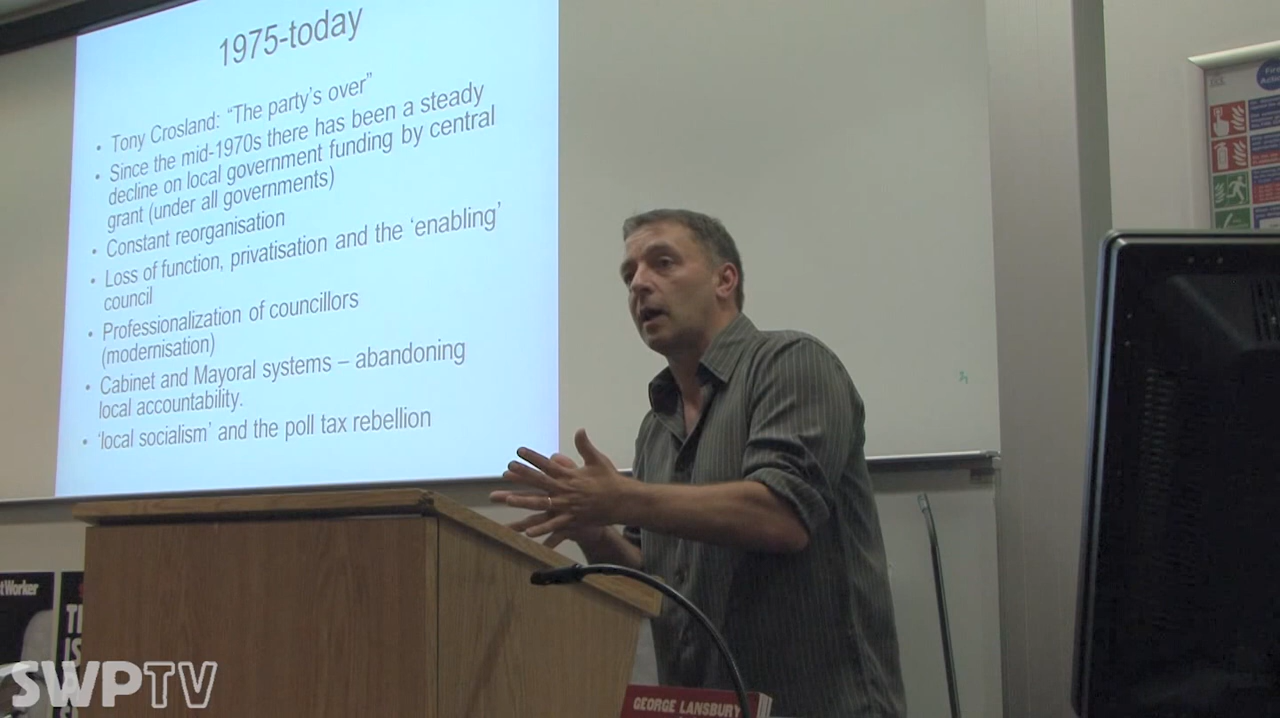 1975-today
• Tony Crosland: “The party’s over”
• Since the mid-1970s there has been a steady
decline on local government funding by central
grant (under all governments)
• Constant reorganisation
• Loss of function, privatisation and the ‘enabling’
council
• Professionalization of councillors
(modernisation)
• Cabinet and Mayoral systems – abandoning
local accountability.
• ‘local socialism’ and the poll tax rebellion
tWorker
SWPTV
GEORGE LANSBURY